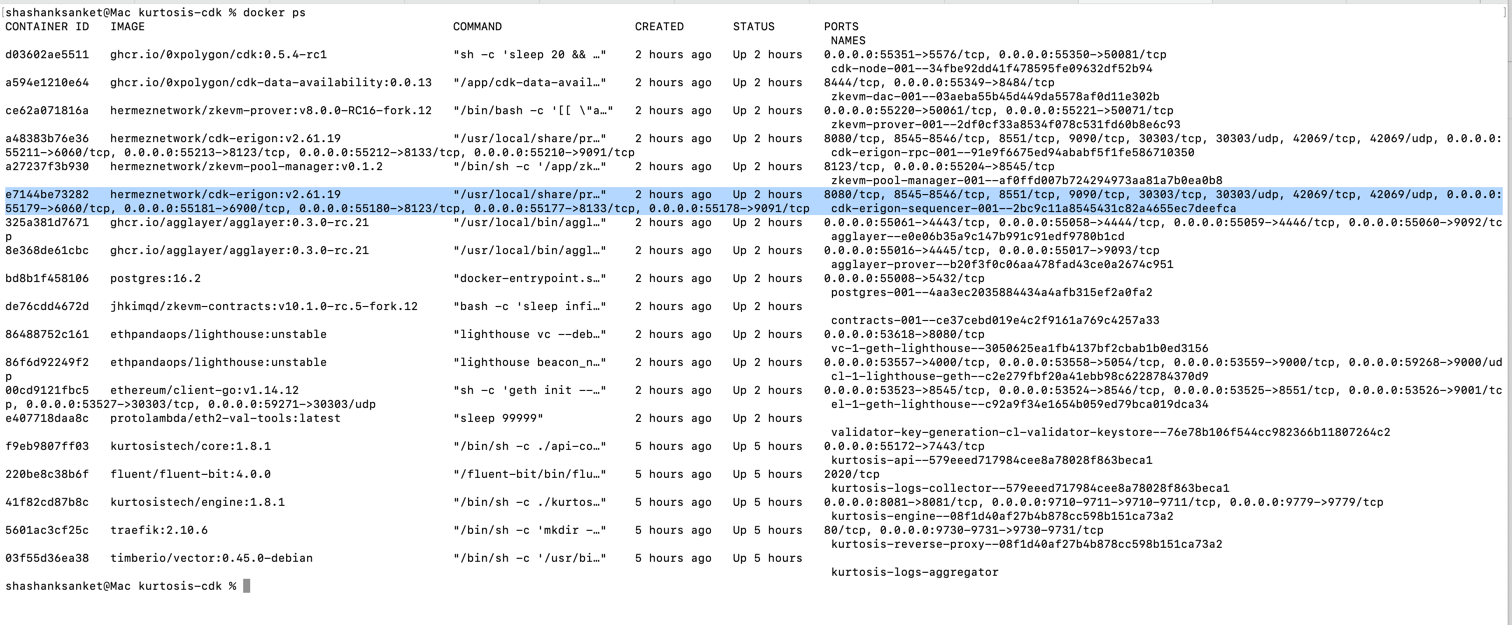 [shashanksanket@Mac kurtosis-cdk % docker ps ]
CONTAINER ID   IMAGE   COMMAND   CREATED   STATUS   PORTS
NAMES
d03602ae5511   ghcr.io/0xpolygon/cdk:0.5.4-rc1   "sh -c 'sleep 20 && …"   2 hours ago   Up 2 hours   0.0.0.0:55351->5576/tcp, 0.0.0.0:55350->50081/tcp
cdk-node-001--34fbe92dd41f478595fe09632df52b94
a594e1210e64   ghcr.io/0xpolygon/cdk-data-availability:0.0.13   "/app/cdk-data-avail…"   2 hours ago   Up 2 hours   8444/tcp, 0.0.0.0:55349->8484/tcp
zkevm-dac-001--03aeba55b45d449da5578af0d11e302b
ce62a071816a   hermeznetwork/zkevm-prover:v8.0.0-RC16-fork.12   "/bin/bash -c '[[ \"a…"   2 hours ago   Up 2 hours   0.0.0.0:55220->50061/tcp, 0.0.0.0:55221->50071/tcp
zkevm-prover-001--2df0cf33a8534f078c531fd60b8e6c93
a48383b76e36   hermeznetwork/cdk-erigon:v2.61.19   "/usr/local/share/pr…"   2 hours ago   Up 2 hours   8080/tcp, 8545-8546/tcp, 8551/tcp, 9090/tcp, 30303/tcp, 30303/udp, 42069/tcp, 42069/udp, 0.0.0.0:
55211->6060/tcp, 0.0.0.0:55213->8123/tcp, 0.0.0.0:55212->8133/tcp, 0.0.0.0:55210->9091/tcp   cdk-erigon-rpc-001--91e9f6675ed94ababf5f1fe586710350
a27237f3b930   hermeznetwork/zkevm-pool-manager:v0.1.2   "/bin/sh -c '/app/zk…"   2 hours ago   Up 2 hours   8123/tcp, 0.0.0.0:55204->8545/tcp
zkevm-pool-manager-001--af0ffd007b724294973aa81a7b0ea0b8
e7144be73282   hermeznetwork/cdk-erigon:v2.61.19   "/usr/local/share/pr…"   2 hours ago   Up 2 hours   8080/tcp, 8545-8546/tcp, 8551/tcp, 9090/tcp, 30303/tcp, 30303/udp, 42069/tcp, 42069/udp, 0.0.0.0:
55179->6060/tcp, 0.0.0.0:55181->6900/tcp, 0.0.0.0:55180->8123/tcp, 0.0.0.0:55177->8133/tcp, 0.0.0.0:55178->9091/tcp   cdk-erigon-sequencer-001--2bc9c11a8545431c82a4655ec7deefca
325a381d7671   ghcr.io/agglayer/agglayer:0.3.0-rc.21   "/usr/local/bin/aggl…"   2 hours ago   Up 2 hours   0.0.0.0:55061->4443/tcp, 0.0.0.0:55058->4444/tcp, 0.0.0.0:55059->4446/tcp, 0.0.0.0:55060->9092/tc
p   agglayer--e0e06b35a9c147b991c91edf9780b1cd
8e368de61cbc   ghcr.io/agglayer/agglayer:0.3.0-rc.21   "/usr/local/bin/aggl…"   2 hours ago   Up 2 hours   0.0.0.0:55016->4445/tcp, 0.0.0.0:55017->9093/tcp
agglayer-prover--b20f3f0c06aa478fad43ce0a2674c951
bd8b1f458106   postgres:16.2   "docker-entrypoint.s…"   2 hours ago   Up 2 hours   0.0.0.0:55008->5432/tcp
postgres-001--4aa3ec2035884434a4afb315ef2a0fa2
de76cdd4672d   jhkimqd/zkevm-contracts:v10.1.0-rc.5-fork.12   "bash -c 'sleep infi…"   2 hours ago   Up 2 hours
contracts-001--ce37cebd019e4c2f9161a769c4257a33
86488752c161   ethpandaops/lighthouse:unstable   "lighthouse vc --deb…"   2 hours ago   Up 2 hours   0.0.0.0:53618->8080/tcp
vc-1-geth-lighthouse--3050625ea1fb4137bf2cbab1b0ed3156
86f6d92249f2   ethpandaops/lighthouse:unstable   "lighthouse beacon_n…"   2 hours ago   Up 2 hours   0.0.0.0:53557->4000/tcp, 0.0.0.0:53558->5054/tcp, 0.0.0.0:53559->9000/tcp, 0.0.0.0:59268->9000/ud
p   cl-1-lighthouse-geth--c2e279fbf20a41ebb98c6228784370d9
00cd9121fbc5   ethereum/client-go:v1.14.12   "sh -c 'geth init --…"   2 hours ago   Up 2 hours   0.0.0.0:53523->8545/tcp, 0.0.0.0:53524->8546/tcp, 0.0.0.0:53525->8551/tcp, 0.0.0.0:53526->9001/tc
p, 0.0.0.0:53527->30303/tcp, 0.0.0.0:59271->30303/udp   el-1-geth-lighthouse--c92a9f34e1654b059ed79bca019dca34
e407718daa8c   protolambda/eth2-val-tools:latest   "sleep 99999"   2 hours ago   Up 2 hours
validator-key-generation-cl-validator-keystore--76e78b106f544cc982366b11807264c2
f9eb9807ff03   kurtosistech/core:1.8.1   "/bin/sh -c ./api-co…"   5 hours ago   Up 5 hours   0.0.0.0:55172->7443/tcp
kurtosis-api--579eeed717984cee8a78028f863beca1
220be8c38b6f   fluent/fluent-bit:4.0.0   "/fluent-bit/bin/flu…"   5 hours ago   Up 5 hours   2020/tcp
kurtosis-logs-collector--579eeed717984cee8a78028f863beca1
41f82cd87b8c   kurtosistech/engine:1.8.1   "/bin/sh -c ./kurtos…"   5 hours ago   Up 5 hours   0.0.0.0:8081->8081/tcp, 0.0.0.0:9710-9711->9710-9711/tcp, 0.0.0.0:9779->9779/tcp
kurtosis-engine--08f1d40af27b4b878cc598b151ca73a2
5601ac3cf25c   traefik:2.10.6   "/bin/sh -c 'mkdir -…"   5 hours ago   Up 5 hours   80/tcp, 0.0.0.0:9730-9731->9730-9731/tcp
kurtosis-reverse-proxy--08f1d40af27b4b878cc598b151ca73a2
03f55d36ea38   timberio/vector:0.45.0-debian   "/bin/sh -c '/usr/bi…"   5 hours ago   Up 5 hours
kurtosis-logs-aggregator
shashanksanket@Mac kurtosis-cdk %